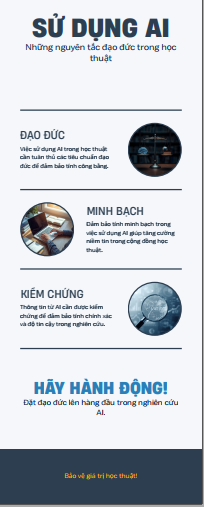 SỬ DỤNG AI
Những nguyên tắc đạo đức trong học
thuật
ĐẠO ĐỨC
Việc sử dụng AI trong học thuật
cần tuân thủ các tiêu chuẩn đạo
đức để đảm bảo tính công bằng.
MINH BẠCH
Đảm bảo tính minh bạch trong
việc sử dụng AI giúp tăng cường
niềm tin trong cộng đồng học
thuật.
KIỂM CHỨNG
Thông tin từ AI cần được kiểm
chứng để đảm bảo tính chính xác
và độ tin cậy trong nghiên cứu.
HÃY HÀNH ĐỘNG!
Đặt đạo đức lên hàng đầu trong nghiên cứu
AI.
Bảo vệ giá trị học thuật!